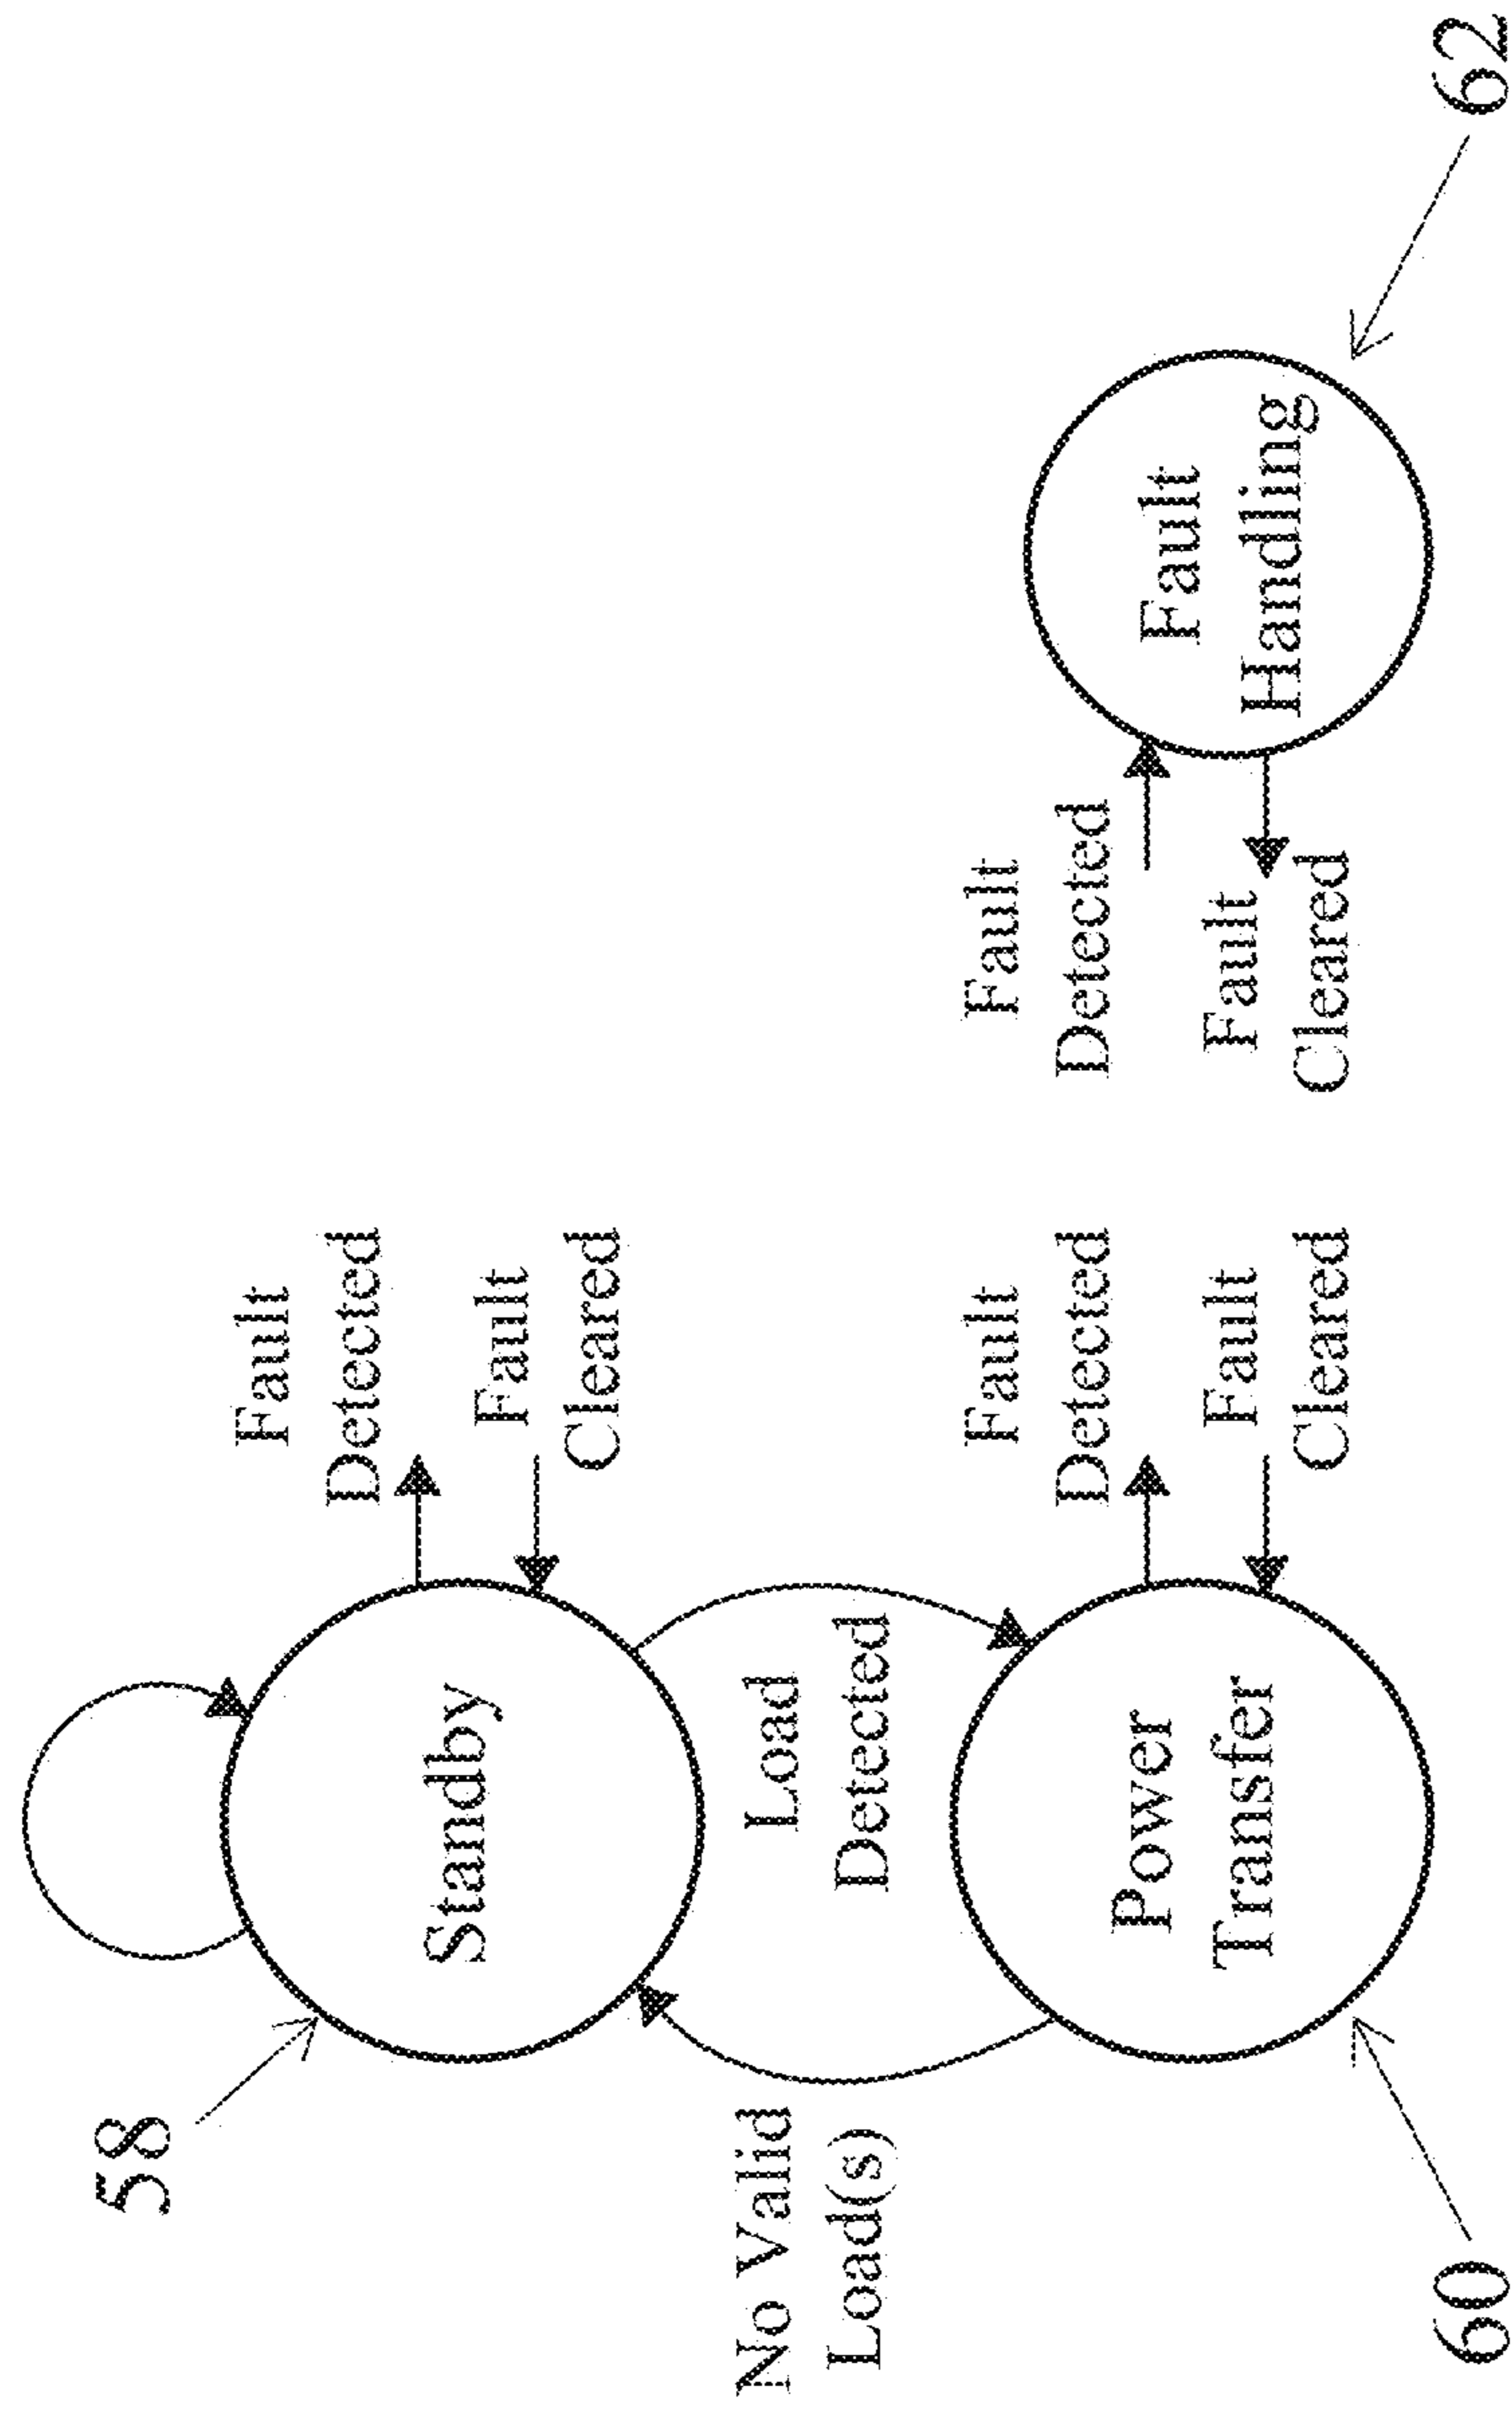 58
Standby
Fault
Detected
Fault
Cleared
No Valid
Load(s)
Load
Detected
Power
Transfer
60
Fault
Detected
Fault
Cleared
Fault
Detected
Fault
Cleared
Fault
Handling
62